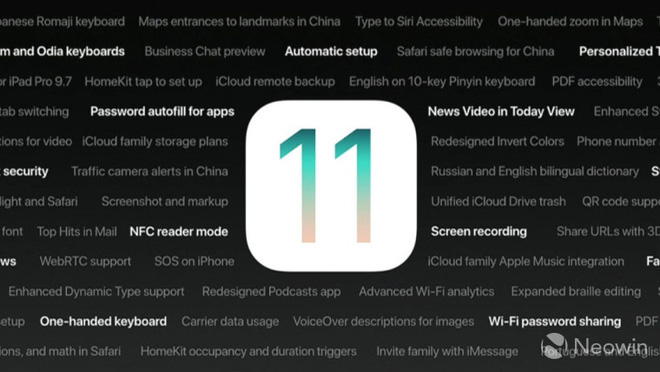 panese Romaji keyboard Maps entrances to landmarks in China Type to Siri Accessibility One-handed zoom in Maps
m and Odia keyboards Business Chat preview Automatic setup Safari safe browsing for China Personalized T
or iPad Pro 9.7 HomeKit tap to set up iCloud remote backup English on 10-key Pinyin keyboard PDF accessibility
tab switching Password autofill for apps News Video in Today View Enhanced S
tions for video iCloud family storage plans Redesigned Invert Colors Phone number
security Traffic camera alerts in China Russian and English bilingual dictionary S
light and Safari Screenshot and markup Unified iCloud Drive trash QR code suppo
font Top Hits in Mail NFC reader mode Screen recording Share URLs with 3D
ws WebRTC support SOS on iPhone iCloud family Apple Music integration Fa
11
Enhanced Dynamic Type support Redesigned Podcasts app Advanced Wi-Fi analytics Expanded braille editing S
setup One-handed keyboard Carrier data usage VoiceOver descriptions for images Wi-Fi password sharing PDF
ions, and math in Safari HomeKit occupancy and duration triggers Invite family with iMessage Portuguese and English
Neowin